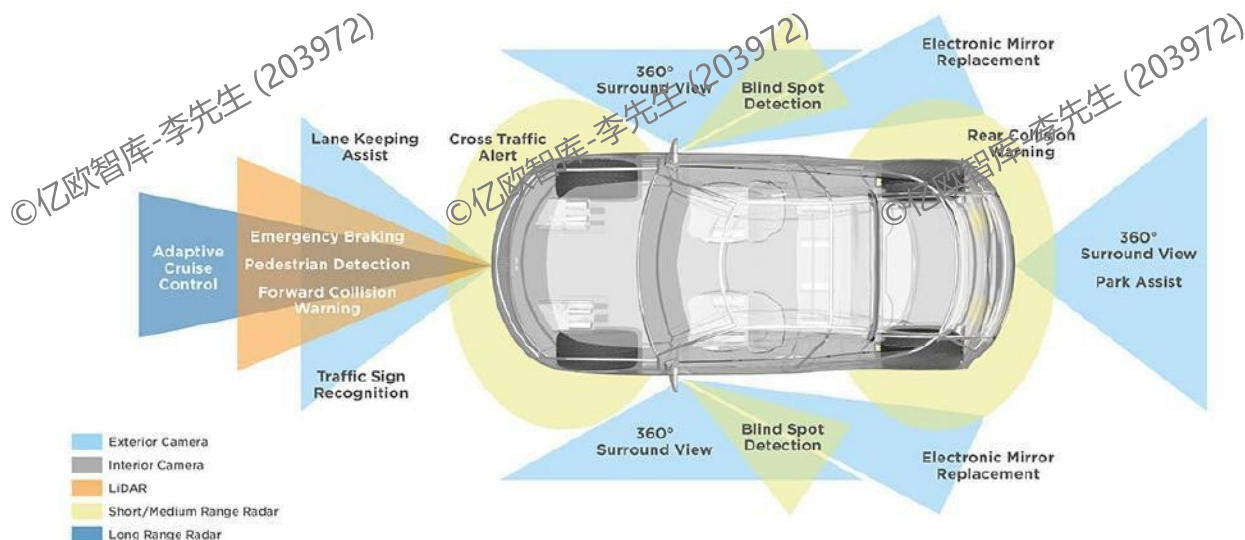 ©亿欧智库-李先生 (203972)
©亿欧智库-李先生 (203972)
©亿欧智库-李先生 (203972)
Electronic Mirror
Replacement
360°
Surround View
Blind Spot
Detection
Lane Keeping
Assist
Cross Traffic
Alert
Rear Collision
Warning
Adaptive
Cruise
Control
Emergency Braking
Pedestrian Detection
Forward Collision
Warning
360°
Surround View
Park Assist
Traffic Sign
Recognition
360°
Surround View
Blind Spot
Detection
Electronic Mirror
Replacement
Exterior Camera
Interior Camera
LiDAR
Short/Medium Range Radar
Long Range Radar